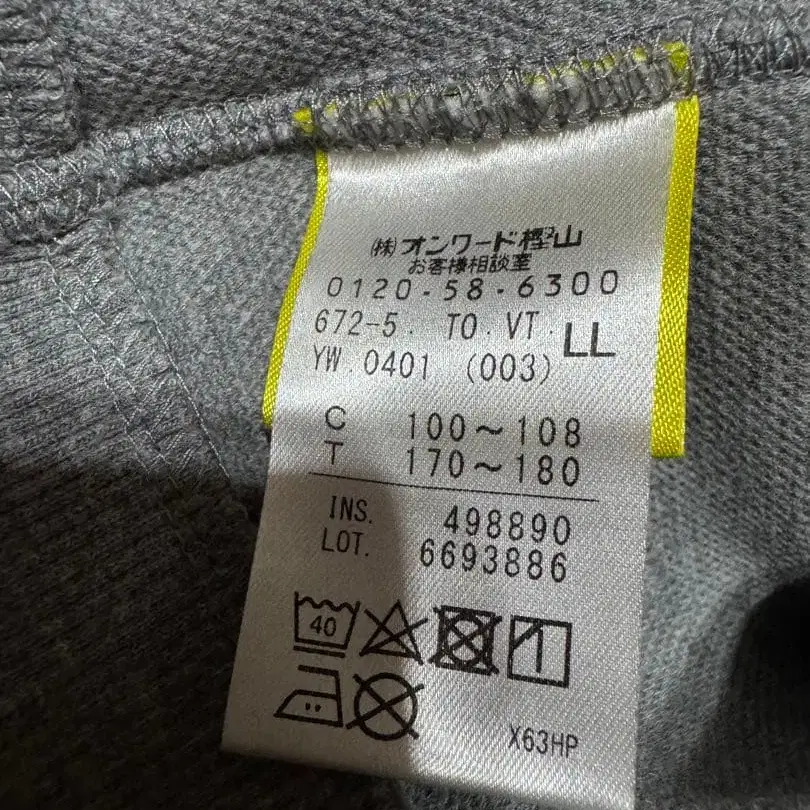 (株)オンワード樫山
お客様相談室
0120-58-6300
672-5. TO.VT. LL
YW.0401 (003)
C 100～108
T 170～180
INS. 498890
LOT. 6693886
40
X63HP